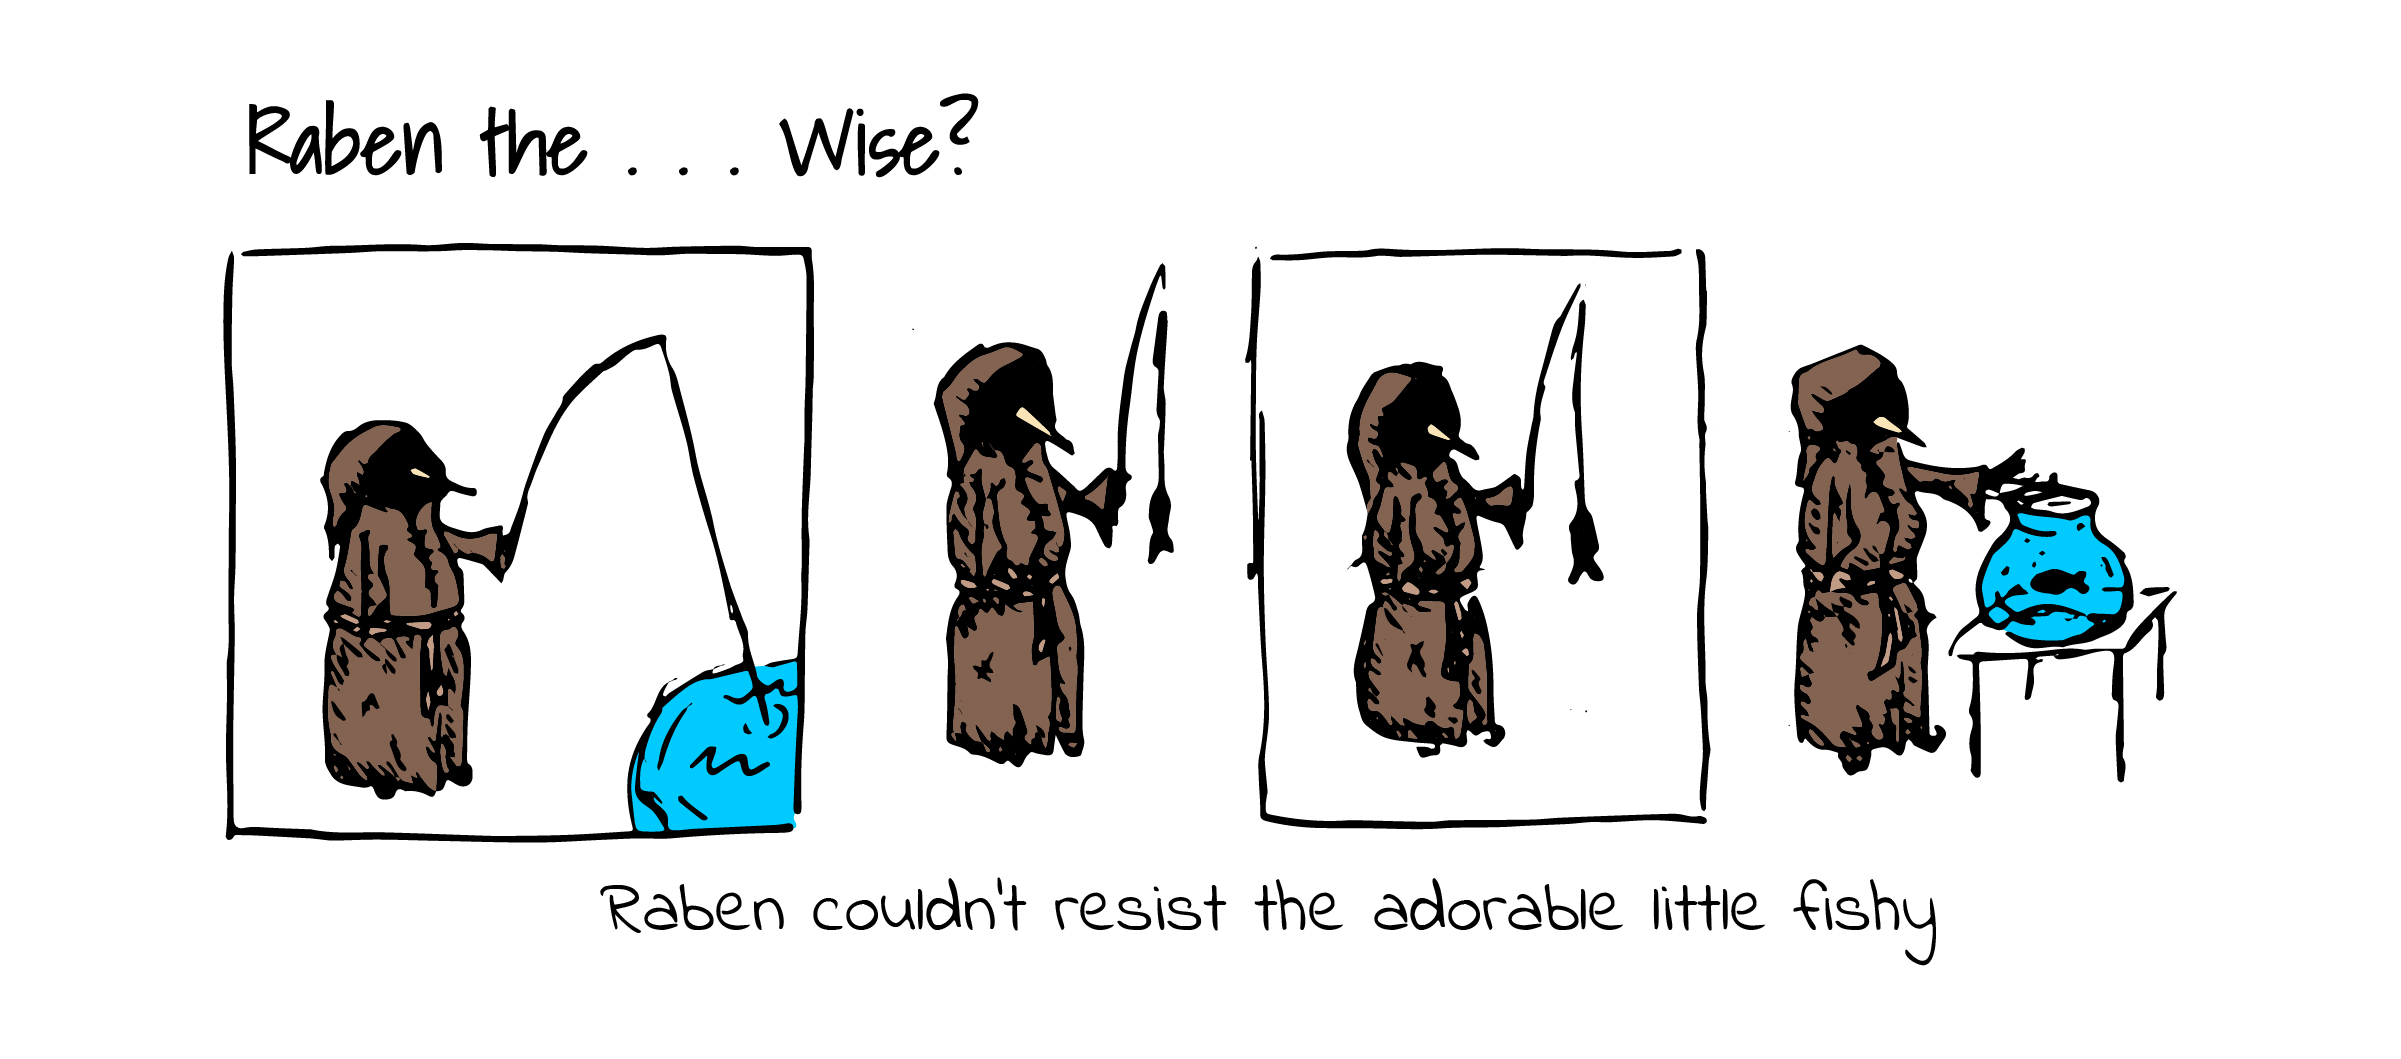 Raben the . . . Wise?
Raben couldn't resist the adorable little fishy